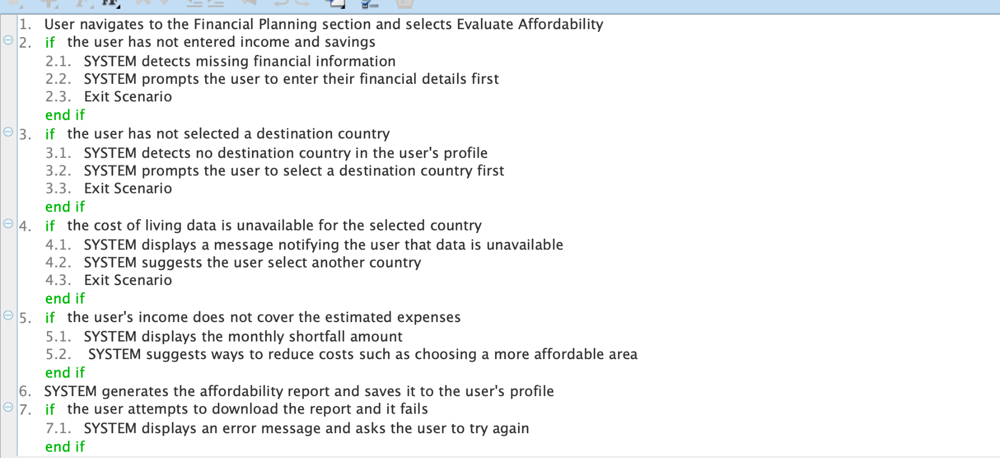 1. User navigates to the Financial Planning section and selects Evaluate Affordability
2. if the user has not entered income and savings
2.1. SYSTEM detects missing financial information
2.2. SYSTEM prompts the user to enter their financial details first
2.3. Exit Scenario
end if
3. if the user has not selected a destination country
3.1. SYSTEM detects no destination country in the user's profile
3.2. SYSTEM prompts the user to select a destination country first
3.3. Exit Scenario
end if
4. if the cost of living data is unavailable for the selected country
4.1. SYSTEM displays a message notifying the user that data is unavailable
4.2. SYSTEM suggests the user select another country
4.3. Exit Scenario
end if
5. if the user's income does not cover the estimated expenses
5.1. SYSTEM displays the monthly shortfall amount
5.2. SYSTEM suggests ways to reduce costs such as choosing a more affordable area
end if
6. SYSTEM generates the affordability report and saves it to the user's profile
7. if the user attempts to download the report and it fails
7.1. SYSTEM displays an error message and asks the user to try again
end if